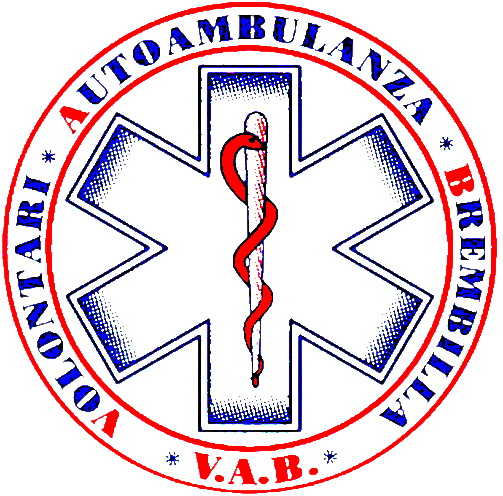 VOLONTARI * AUTOAMBULANZA * BREMBILLA
* V.A.B. *